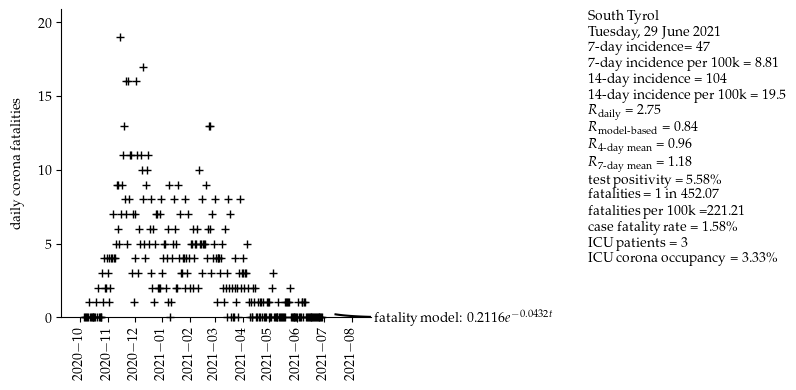 South Tyrol
Tuesday, 29 June 2021
7-day incidence= 47
7-day incidence per 100k = 8.81
14-day incidence = 104
14-day incidence per 100k = 19.5
R_daily = 2.75
R_model-based = 0.84
R_4-day mean = 0.96
R_7-day mean = 1.18
test positivity = 5.58%
fatalities = 1 in 452.07
fatalities per 100k =221.21
case fatality rate = 1.58%
ICU patients = 3
ICU corona occupancy = 3.33%
daily corona fatalities
20
15
10
5
0
fatality model: 0.2116e^{−0.0432t}
2020−10
2020−11
2020−12
2021−01
2021−02
2021−03
2021−04
2021−05
2021−06
2021−07
2021−08